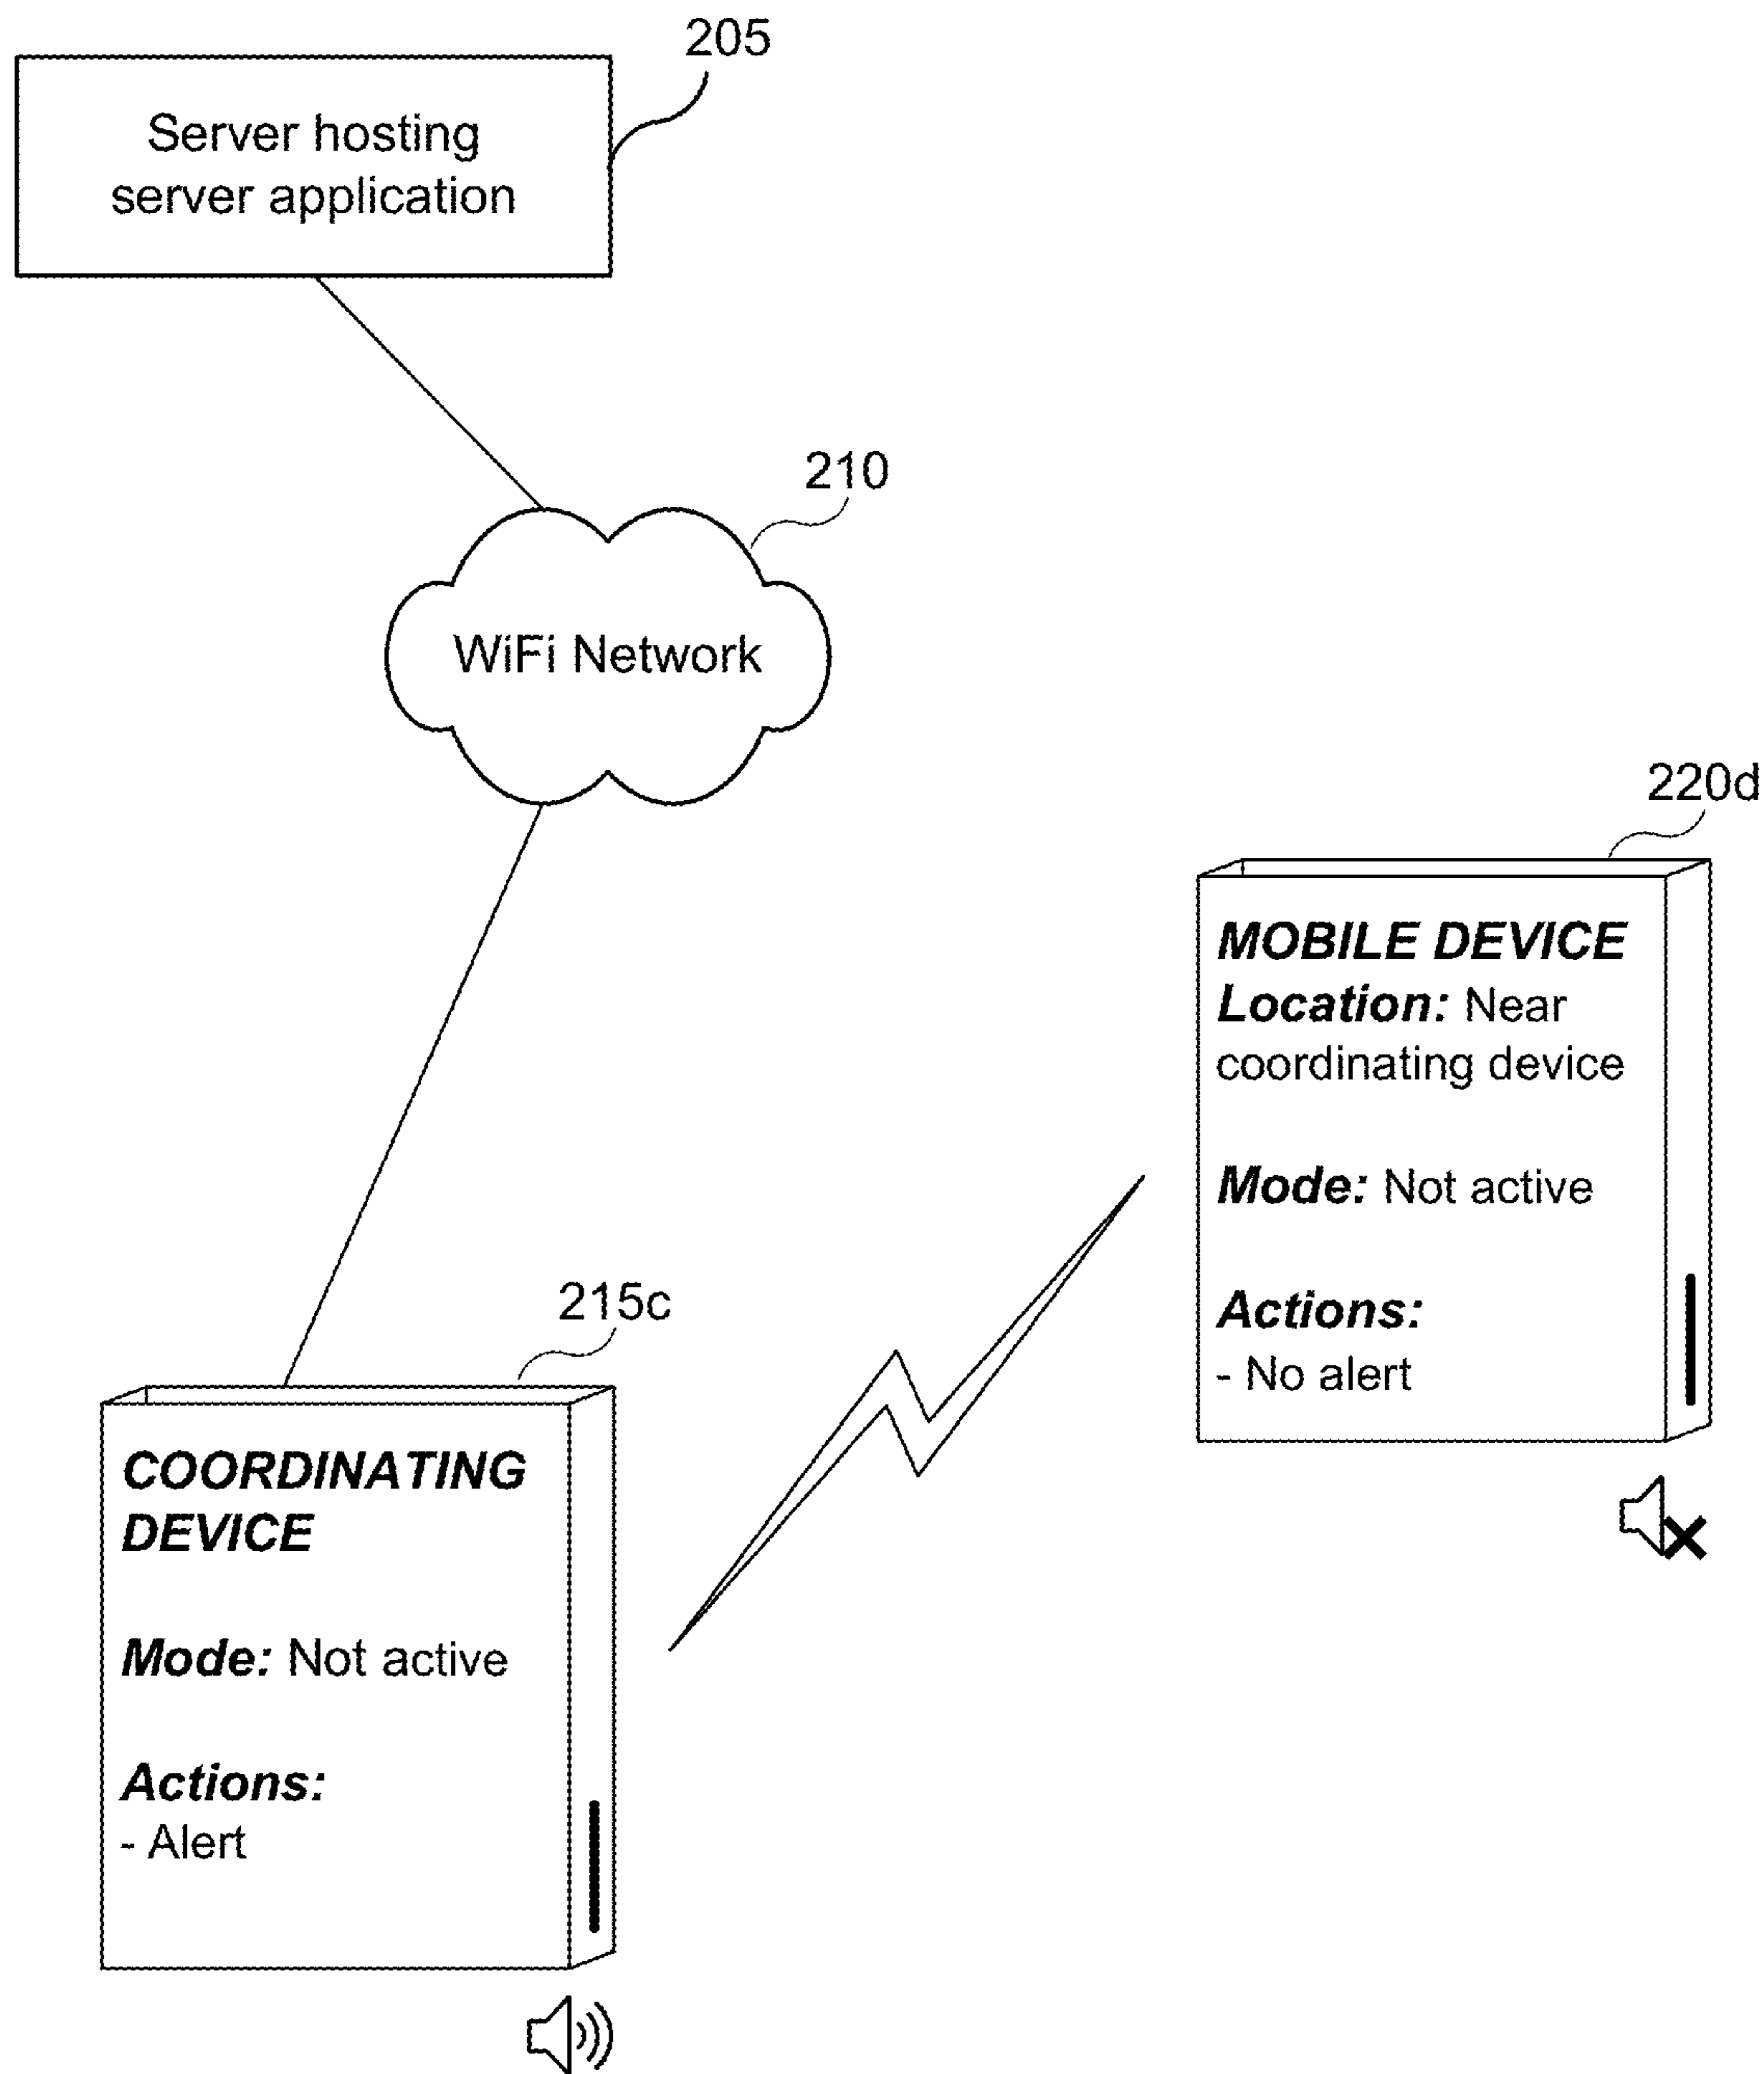 205
Server hosting
server application
210
WiFi Network
220d
MOBILE DEVICE
Location: Near
coordinating device
Mode: Not active
Actions:
- No alert
215c
COORDINATING
DEVICE
Mode: Not active
Actions:
- Alert